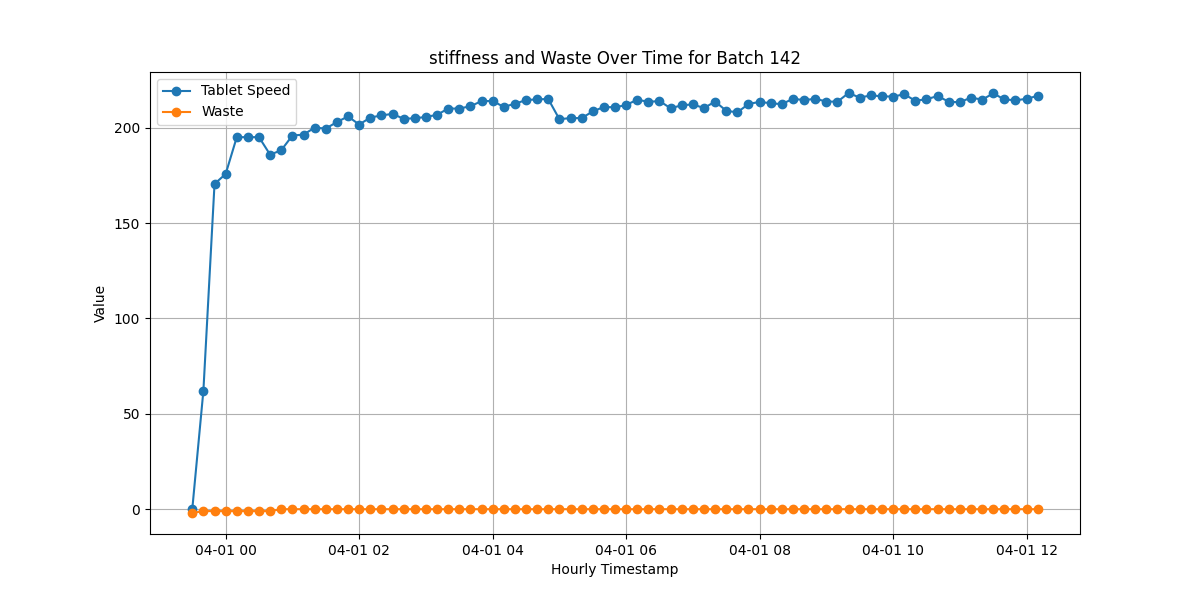 stiffness and Waste Over Time for Batch 142
Tablet Speed
Waste
200
150
100
50
0
Value
04-01 00
04-01 02
04-01 04
04-01 06
04-01 08
04-01 10
04-01 12
Hourly Timestamp